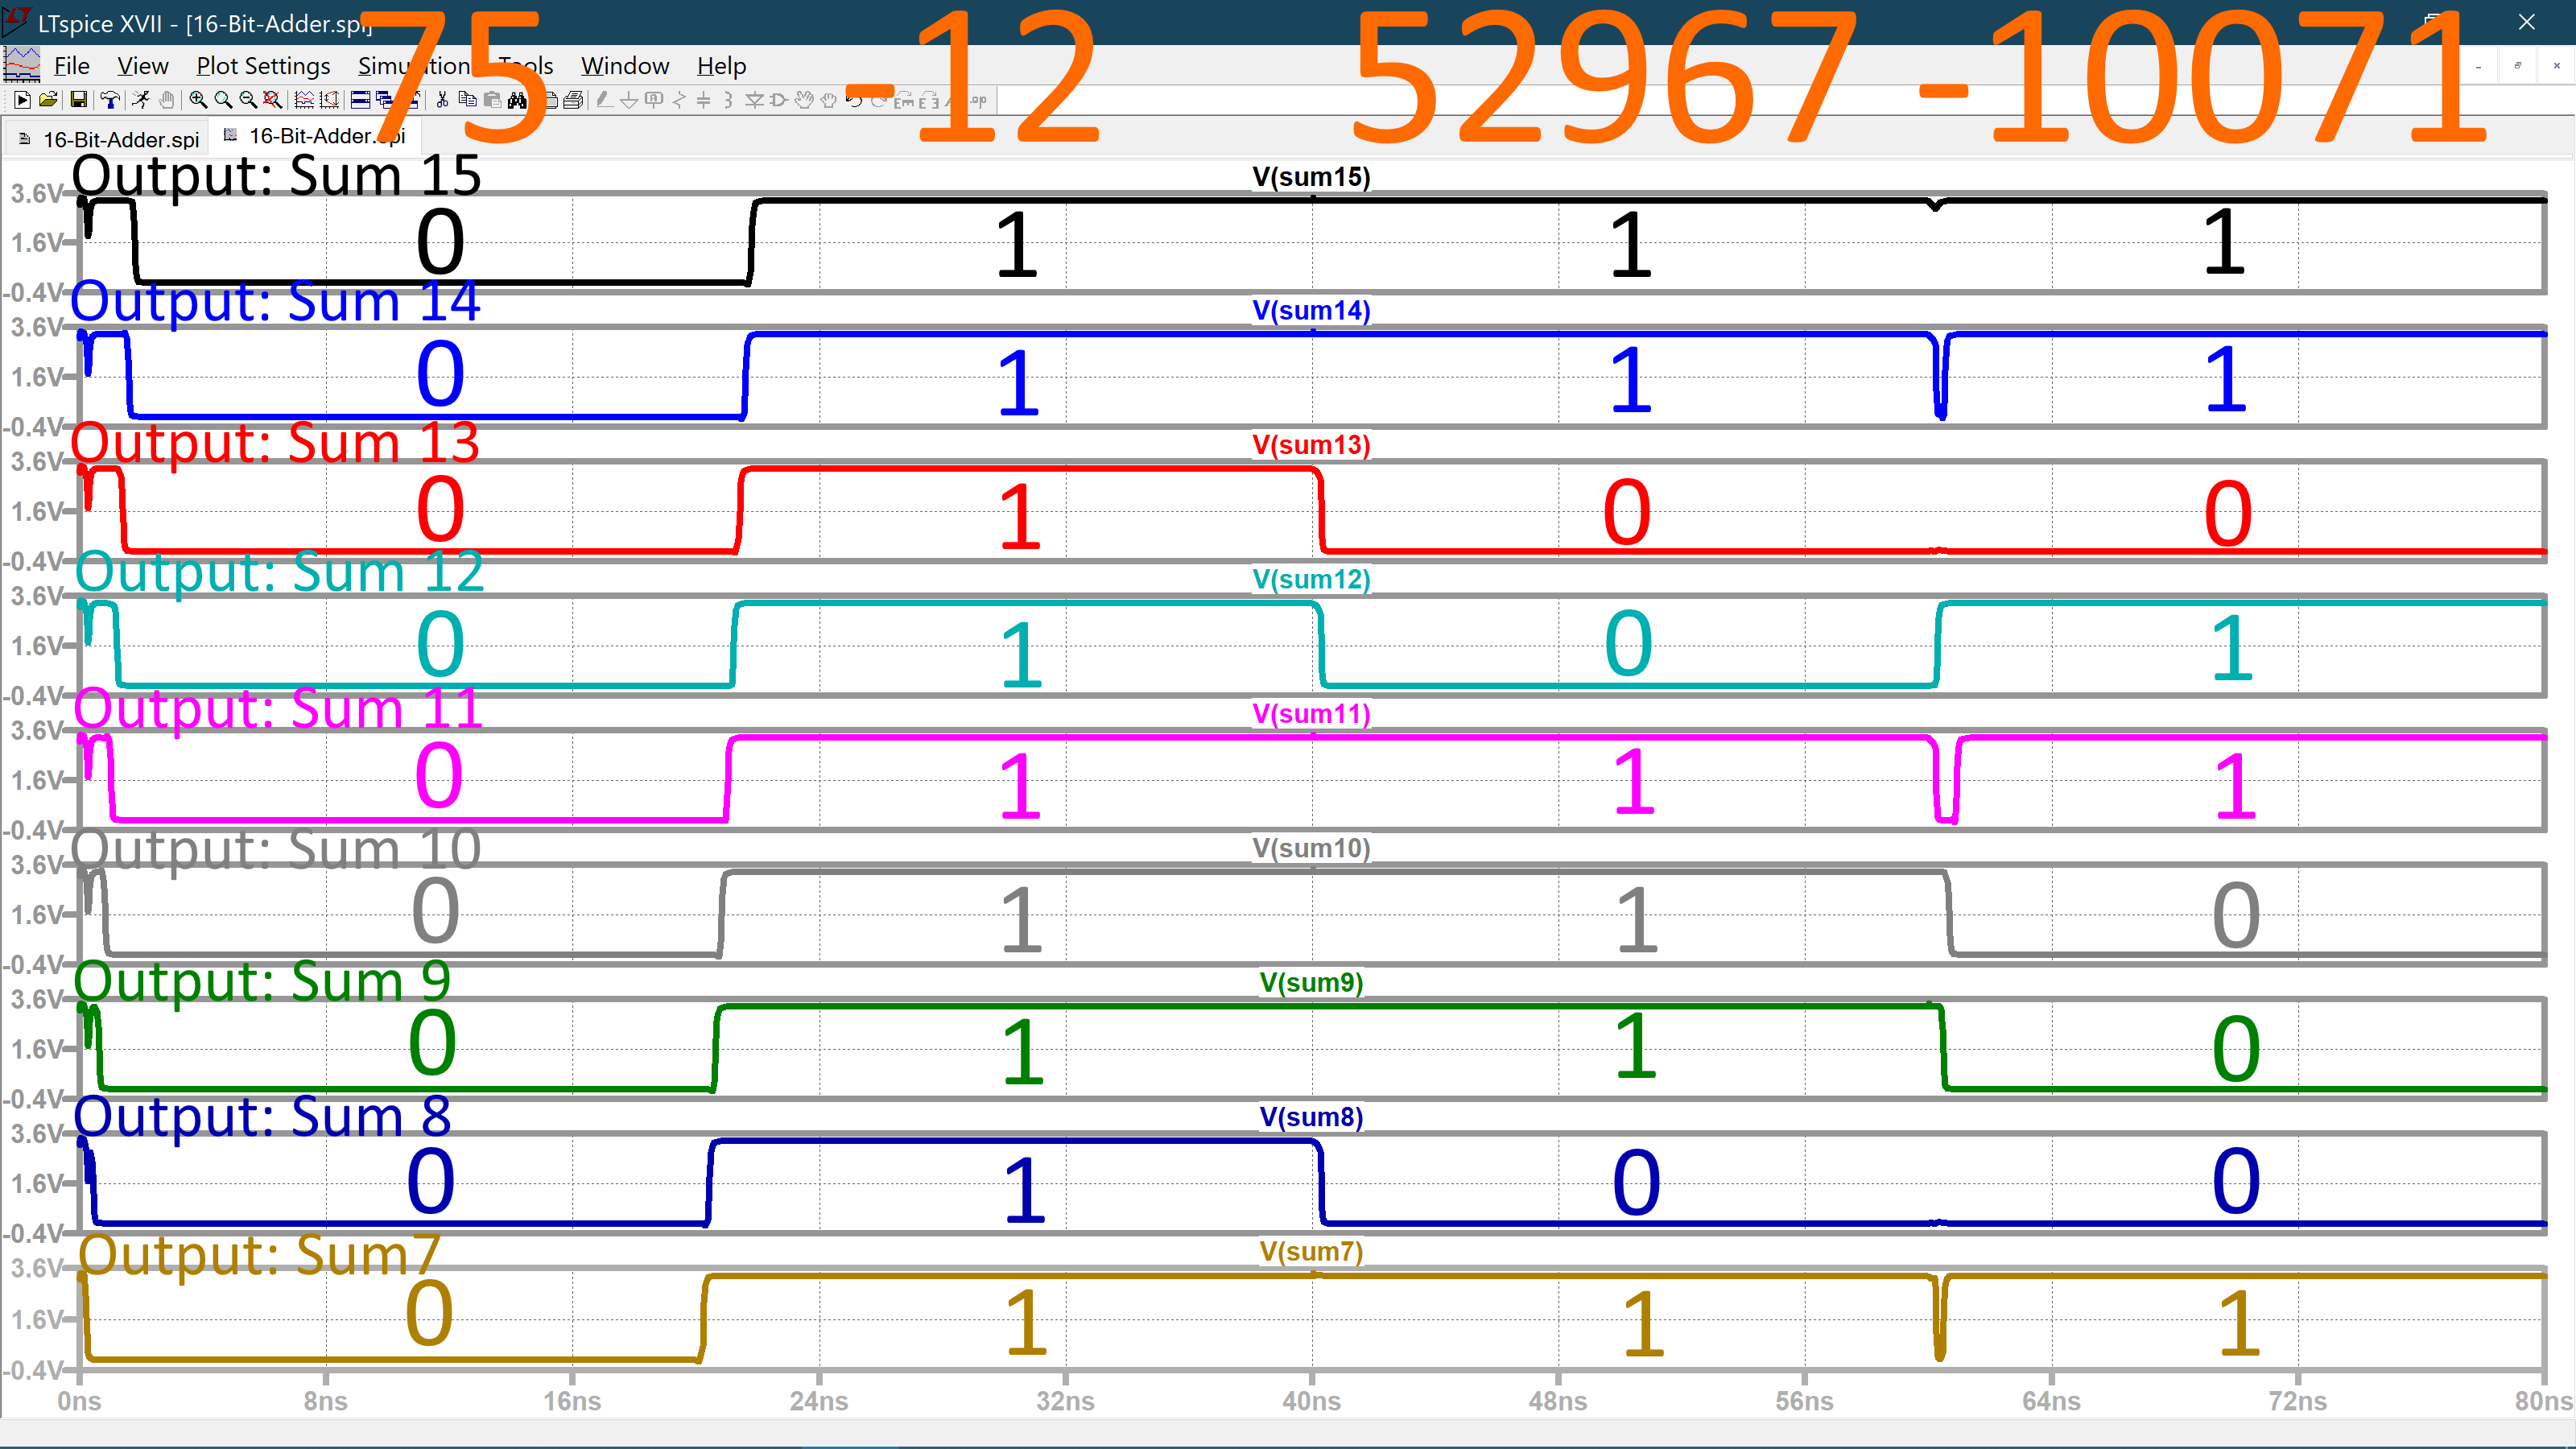 LTspice XVII - [16-Bit-Adder.spi]
75 -12 52967 -10071
File View Plot Settings Simulation Tools Window Help
16-Bit-Adder.spi 16-Bit-Adder.spi
Output: Sum 15 V(sum15)
3.6V
1.6V 0 1 1 1
-0.4V
Output: Sum 14 V(sum14)
3.6V
1.6V 0 1 1 1
-0.4V
Output: Sum 13 V(sum13)
3.6V
1.6V 0 1 0 0
-0.4V
Output: Sum 12 V(sum12)
3.6V
1.6V 0 1 0 1
-0.4V
Output: Sum 11 V(sum11)
3.6V
1.6V 0 1 1 1
-0.4V
Output: Sum 10 V(sum10)
3.6V
1.6V 0 1 1 0
-0.4V
Output: Sum 9 V(sum9)
3.6V
1.6V 0 1 1 0
-0.4V
Output: Sum 8 V(sum8)
3.6V
1.6V 0 1 0 0
-0.4V
Output: Sum7 V(sum7)
3.6V
1.6V 0 1 1 1
-0.4V
0ns 8ns 16ns 24ns 32ns 40ns 48ns 56ns 64ns 72ns 80ns